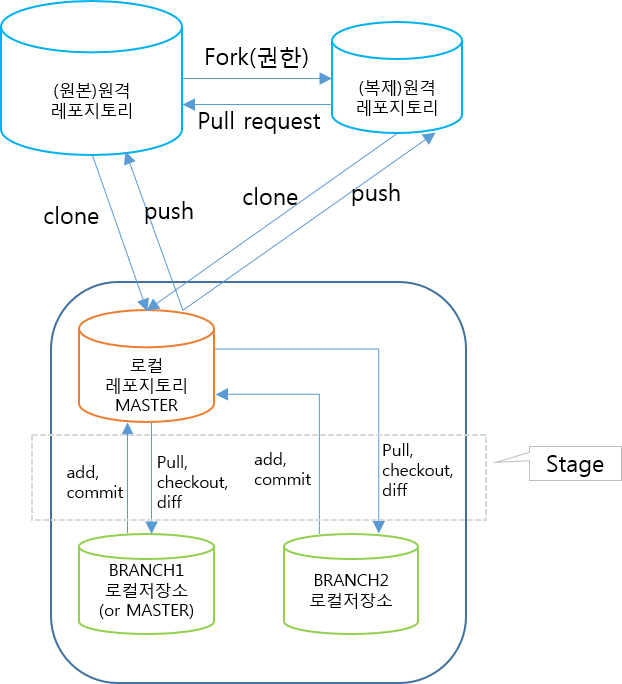 (원본)원격
레포지토리
Fork(권한)
Pull request
(복제)원격
레포지토리
clone
push
clone
push
로컬
레포지토리
MASTER
add,
commit
Pull,
checkout,
diff
add,
commit
Pull,
checkout,
diff
Stage
BRANCH1
로컬저장소
(or MASTER)
BRANCH2
로컬저장소